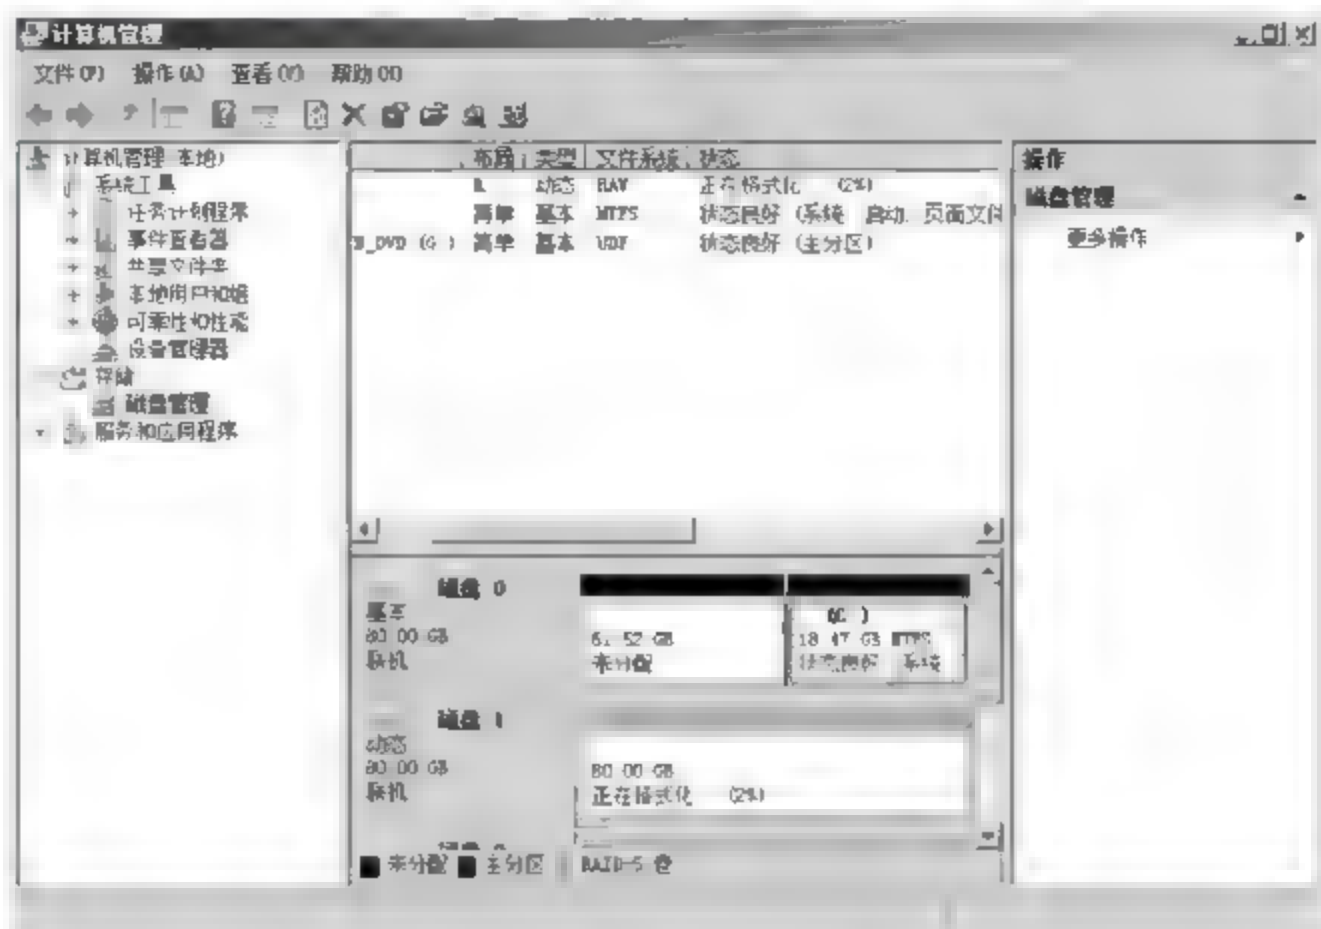 计算机管理
文件(F) 操作(A) 查看(V) 帮助(H)
计算机管理(本地)
系统工具
任务计划程序
事件查看器
共享文件夹
本地用户和组
可靠性和性能
设备管理器
存储
磁盘管理
服务和应用程序
布局 类型 文件系统 状态
动态 RAW 正在格式化 (2%)
简单 基本 NTFS 状态良好 (系统 启动 页面文件
_DVD (G ) 简单 基本 UDF 状态良好 (主分区)
操作
磁盘管理
更多操作
磁盘 0
基本
80 00 GB
联机
61 52 GB
未分配
(C )
18 47 GB NTFS
状态良好 系统
磁盘 1
动态
80 00 GB
联机
80 00 GB
正在格式化 (2%)
未分配 主分区 RAID-5 卷